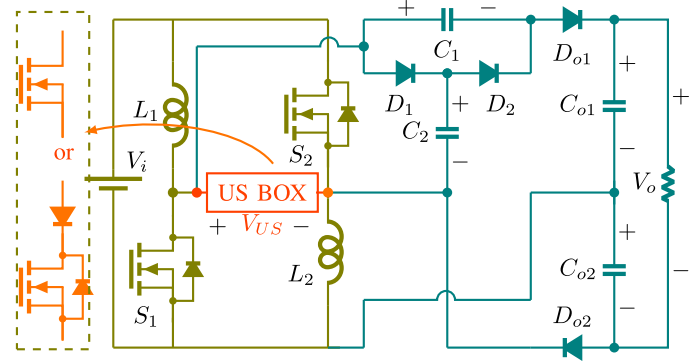 + −
C1
Do1
D1
D2
+
C2
−
+
Co1
−
+
L1
S2
or
Vi
US BOX
+ VUS −
Vo
L2
S1
+
Co2
−
−
Do2